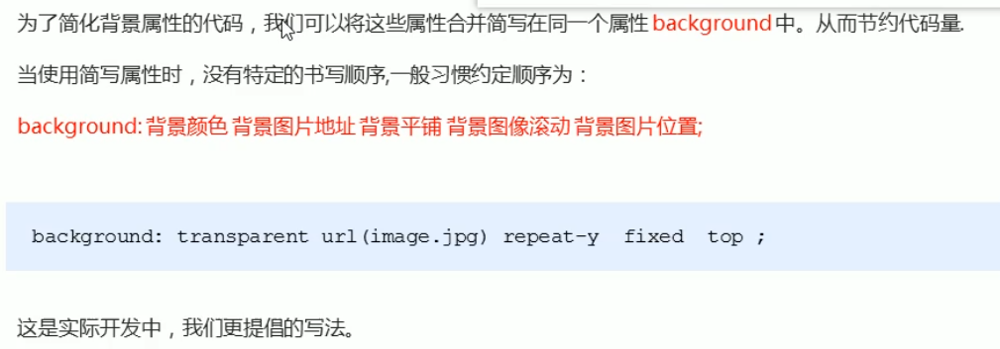 为了简化背景属性的代码，我们可以将这些属性合并简写在同一个属性 background 中。从而节约代码量.
当使用简写属性时，没有特定的书写顺序,一般习惯约定顺序为：
background: 背景颜色 背景图片地址 背景平铺 背景图像滚动 背景图片位置;
background: transparent url(image.jpg) repeat-y  fixed  top ;
这是实际开发中，我们更提倡的写法。